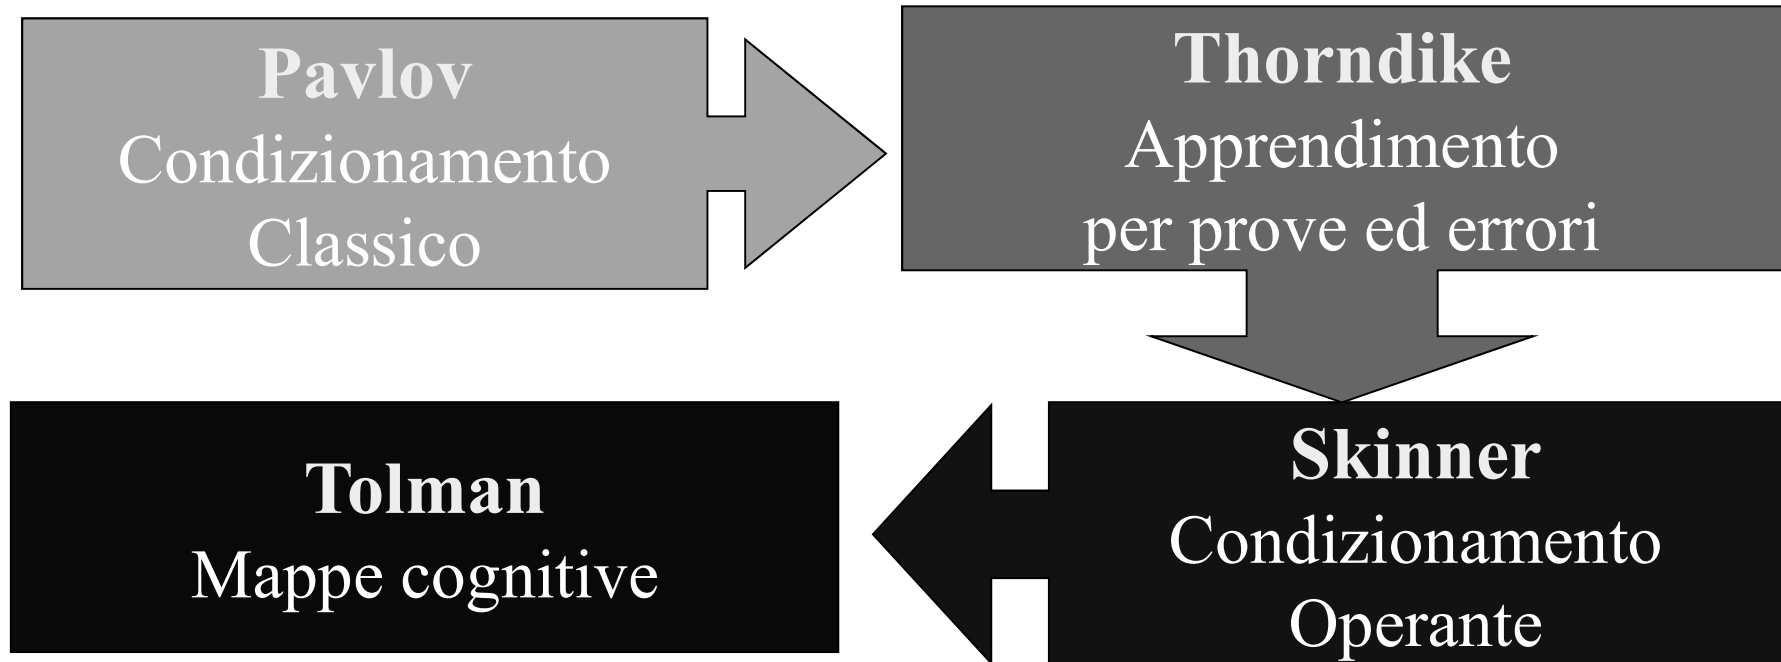 Pavlov
Condizionamento
Classico
Thorndike
Apprendimento
per prove ed errori
Skinner
Condizionamento
Operante
Tolman
Mappe cognitive